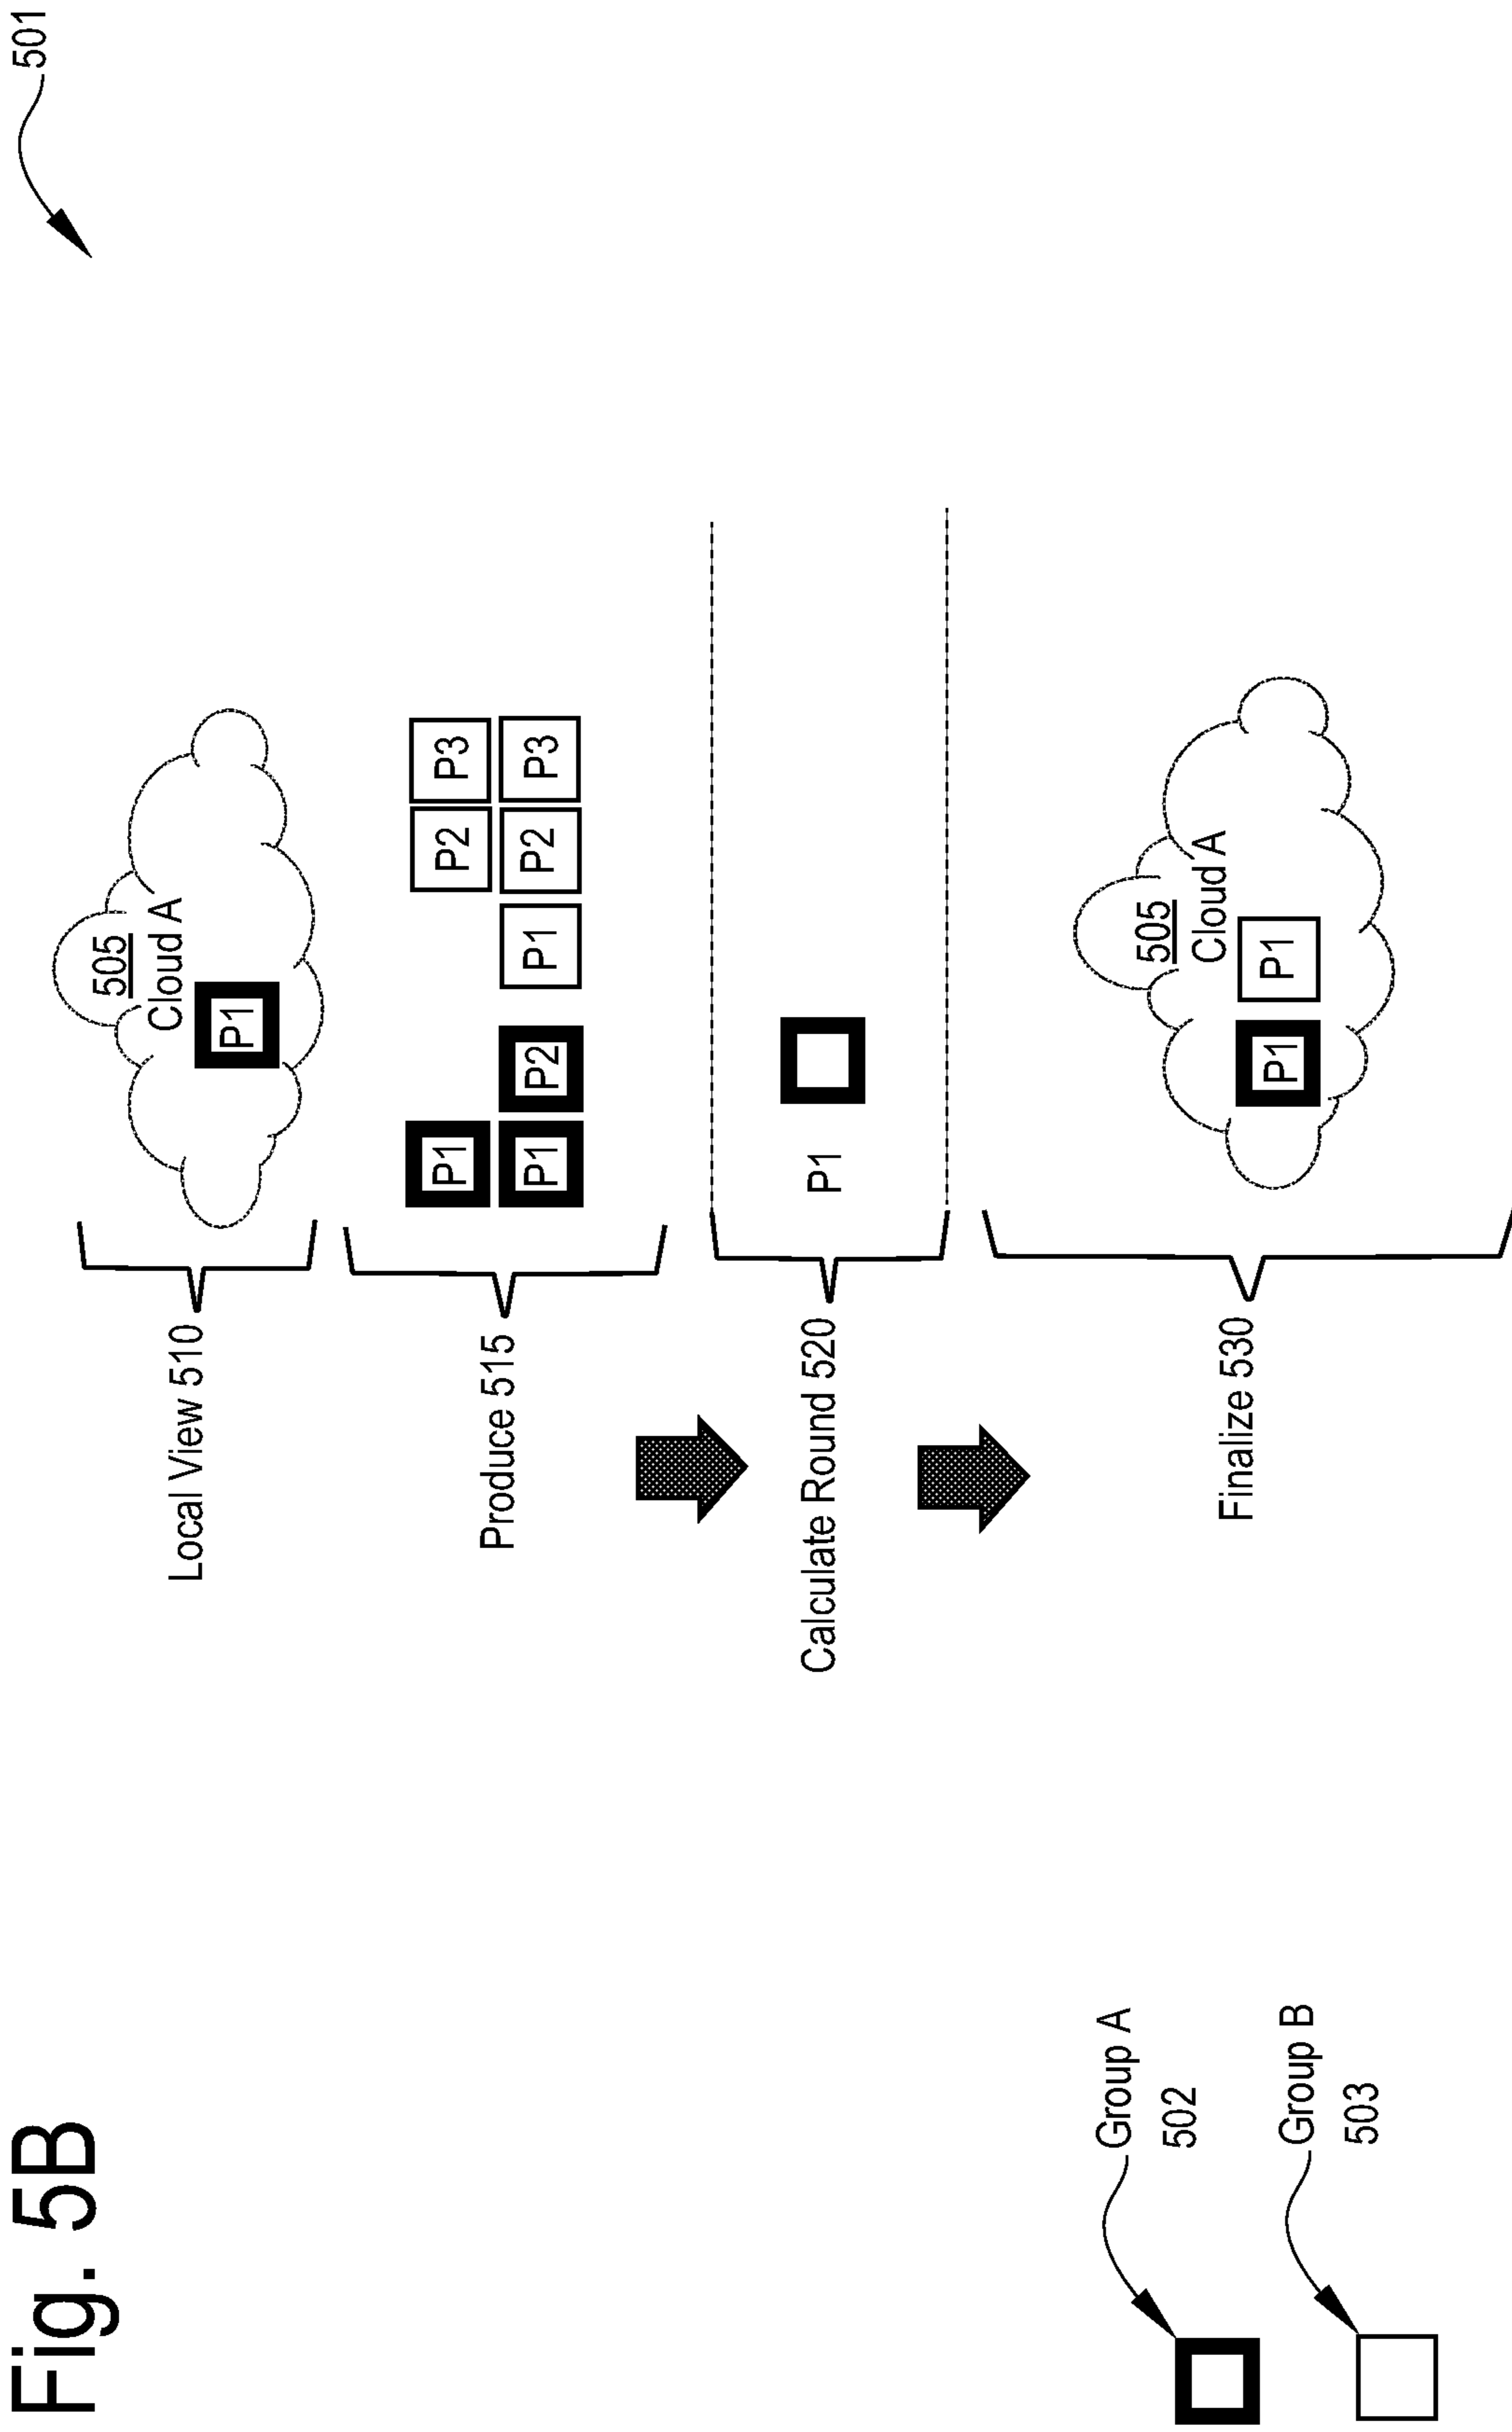 Fig. 5B
501
505
Cloud A
Local View 510
P1
P1 P2 P3
Produce 515
P1 P2 P1 P2 P3
Calculate Round 520
P1
505
Cloud A
Finalize 530
P1 P1
Group A
502
Group B
503